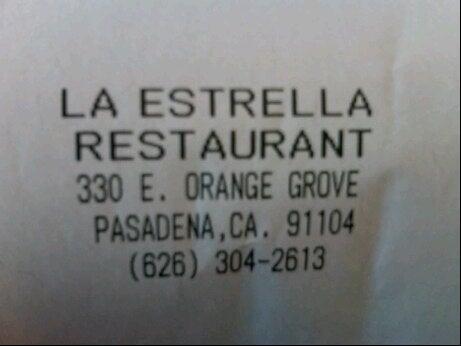 LA ESTRELLA
RESTAURANT
330 E. ORANGE GROVE
PASADENA,CA. 91104
(626) 304-2613